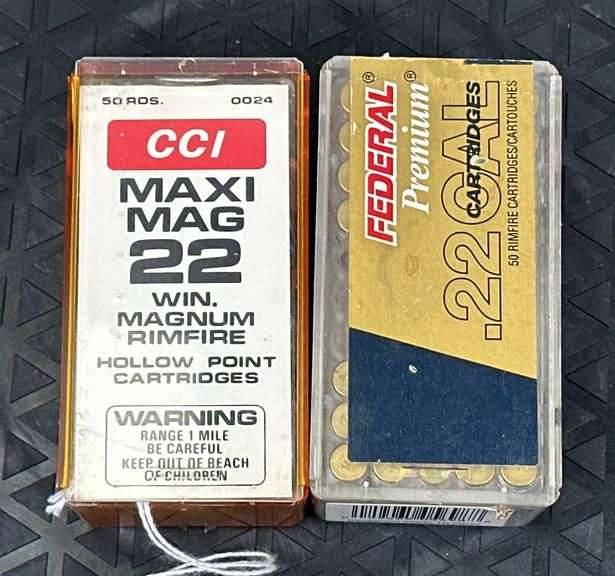 50 RDS. 0024
CCI
MAXI
MAG
22
WIN.
MAGNUM
RIMFIRE
HOLLOW POINT
CARTRIDGES
WARNING
RANGE 1 MILE
BE CAREFUL
KEEP OUT OF REACH
OF CHILDREN
FEDERAL®
Premium®
.22 CAL
CARTRIDGES
50 RIMFIRE CARTRIDGES/CARTOUCHES